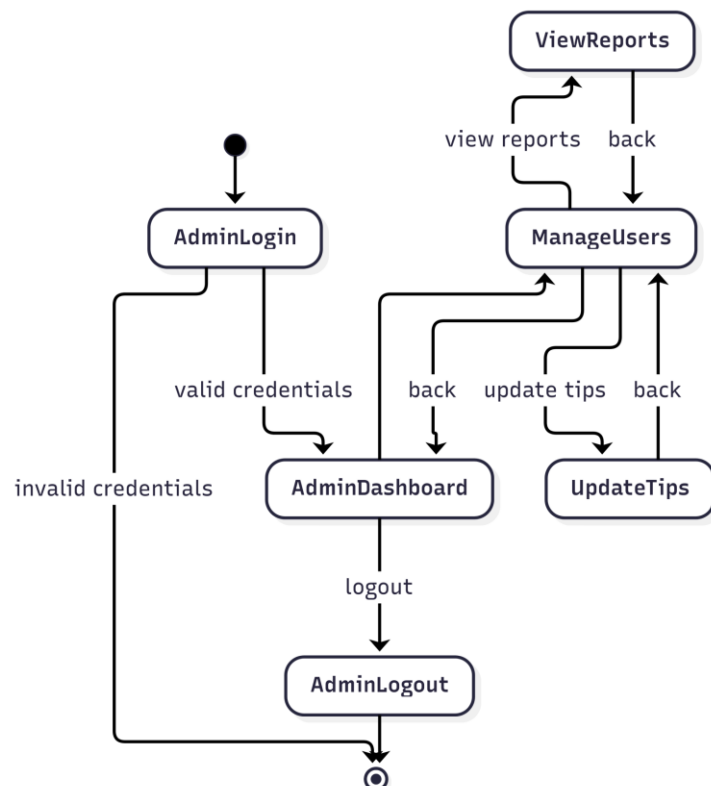 ViewReports
view reports
back
AdminLogin
ManageUsers
valid credentials
back
update tips
back
invalid credentials
AdminDashboard
UpdateTips
logout
AdminLogout